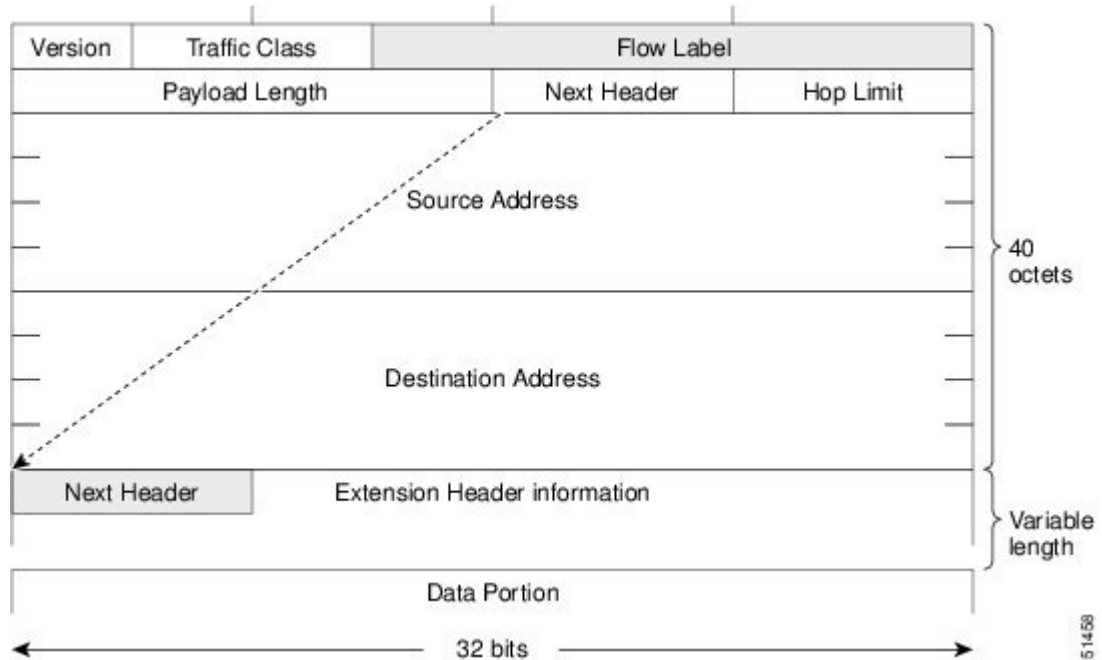 Version Traffic Class Flow Label
Payload Length Next Header Hop Limit
Source Address
40
octets
Destination Address
Next Header Extension Header information
Variable
length
Data Portion
32 bits
51458